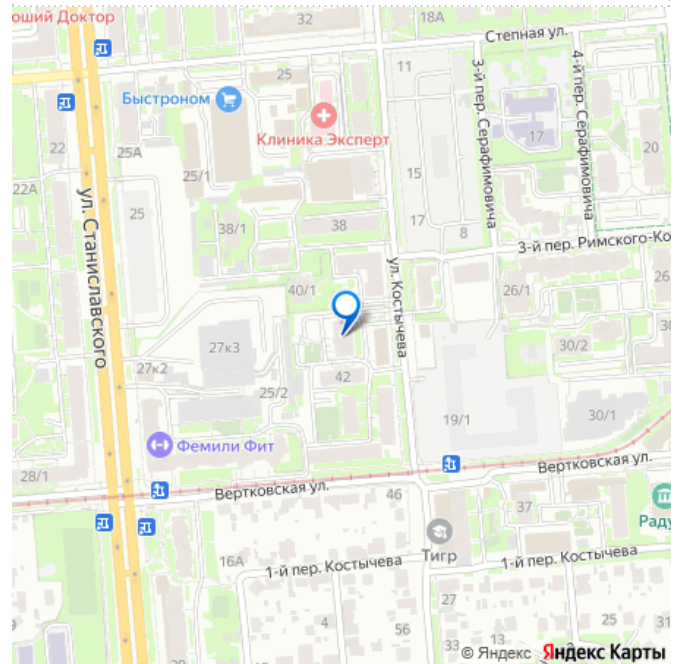 оший Доктор
32
18А
Степная ул.
25
11
Быстроном
Клиника Эксперт
3-й пер. Серафимовича
4-й пер. Серафимовича
17
20
22
25А
22А
25/1
15
25
17
38/1
38
8
3-й пер. Римского-Ко
ул. Станиславского
ул. Костычева
40/1
26/1
27к3
30/2
27к2
42
25/2
19/1
30/1
Фемили Фит
28/1
Вертковская ул.
Вертковская ул.
46
37
Раду
Тигр
16А
1-й пер. Костычева
1-й пер. Костычева
27
4
56
25
31
33
2
© Яндекс Яндекс Карты